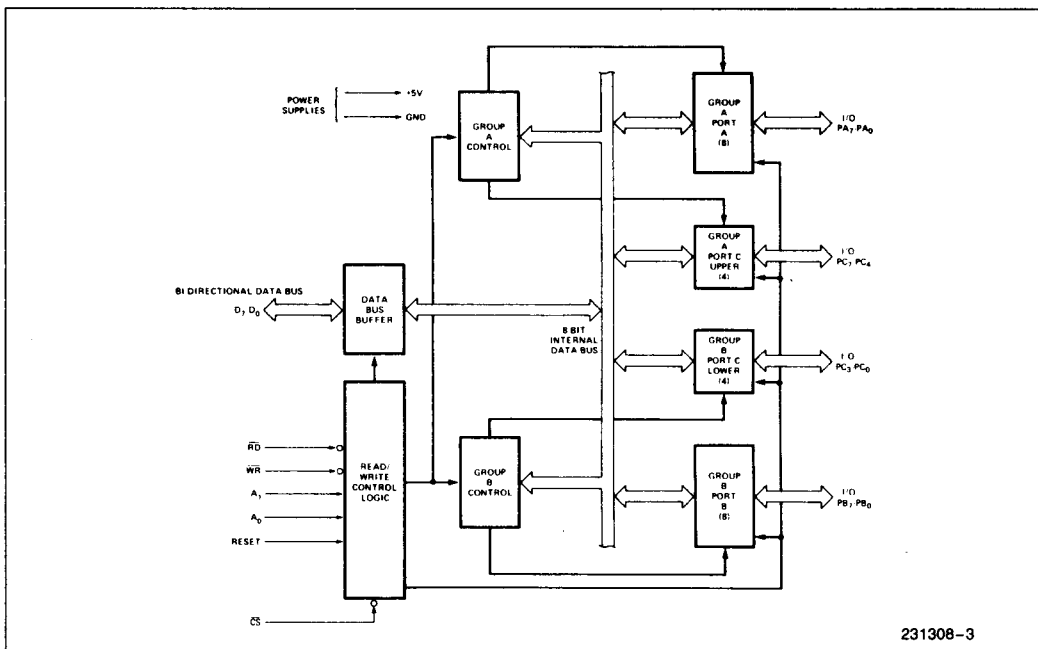 POWER
SUPPLIES
+5V
GND
GROUP
A
CONTROL
GROUP
A
PORT
A
(8)
I/O
PA7-PA0
GROUP
A
PORT C
UPPER
(4)
I/O
PC7-PC4
BI DIRECTIONAL DATA BUS
D7-D0
DATA
BUS
BUFFER
8 BIT
INTERNAL
DATA BUS
GROUP
B
PORT C
LOWER
(4)
I/O
PC3-PC0
RD
WR
A1
A0
RESET
CS
READ/
WRITE
CONTROL
LOGIC
GROUP
B
CONTROL
GROUP
B
PORT
B
(8)
I/O
PB7-PB0
231308-3